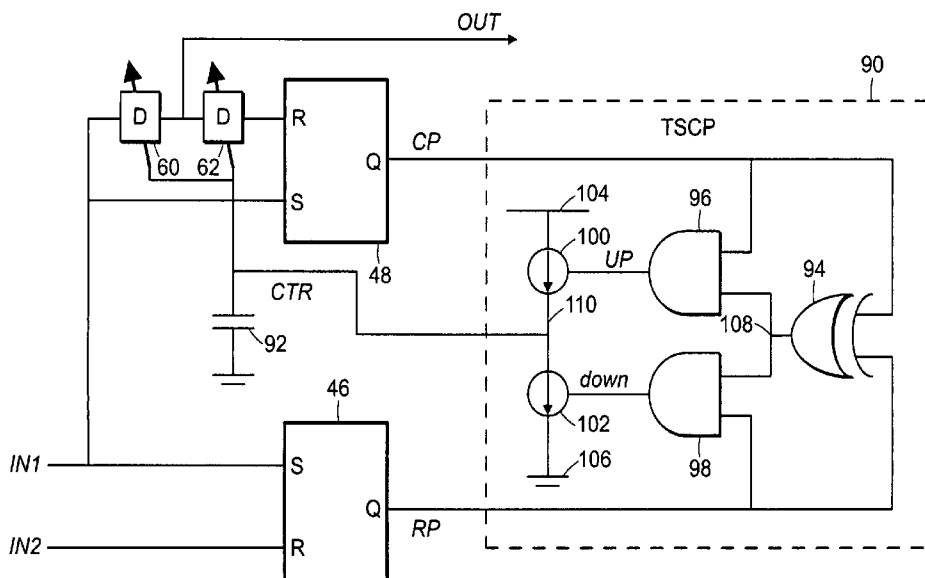 OUT
90
D
D
R
TSCP
60
62
Q
CP
104
96
S
100
UP
94
48
CTR
110
108
92
46
down
102
IN1
S
106
98
Q
RP
IN2
R